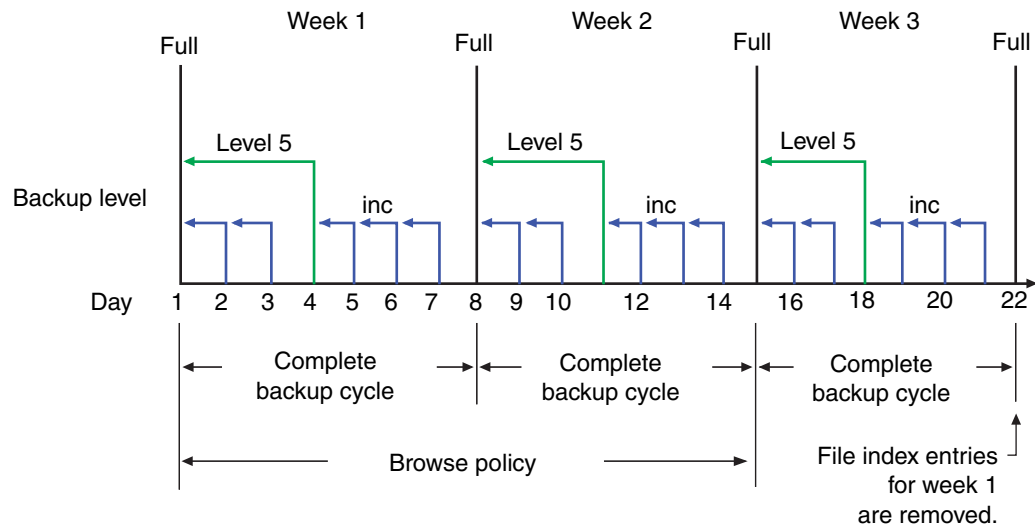 Week 1
Week 2
Week 3
Full
Full
Full
Full
Level 5
Level 5
Level 5
Backup level
inc
inc
inc
Day
1 2 3 4 5 6 7 8 9 10 12 14 16 18 20 22
Complete
backup cycle
Complete
backup cycle
Complete
backup cycle
Browse policy
File index entries
for week 1
are removed.